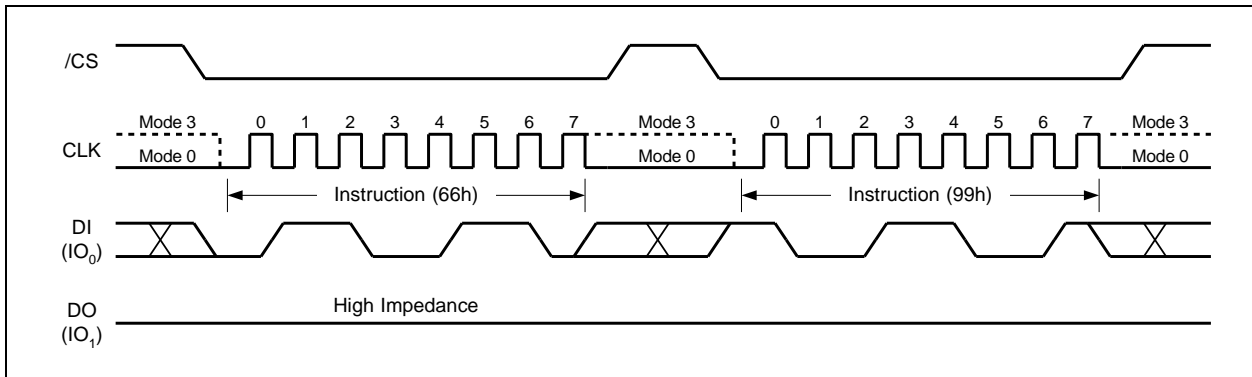 /CS
Mode 3 0 1 2 3 4 5 6 7 Mode 3 0 1 2 3 4 5 6 7 Mode 3
CLK Mode 0 Mode 0 Mode 0
Instruction (66h) Instruction (99h)
DI
(IO0)
High Impedance
DO
(IO1)